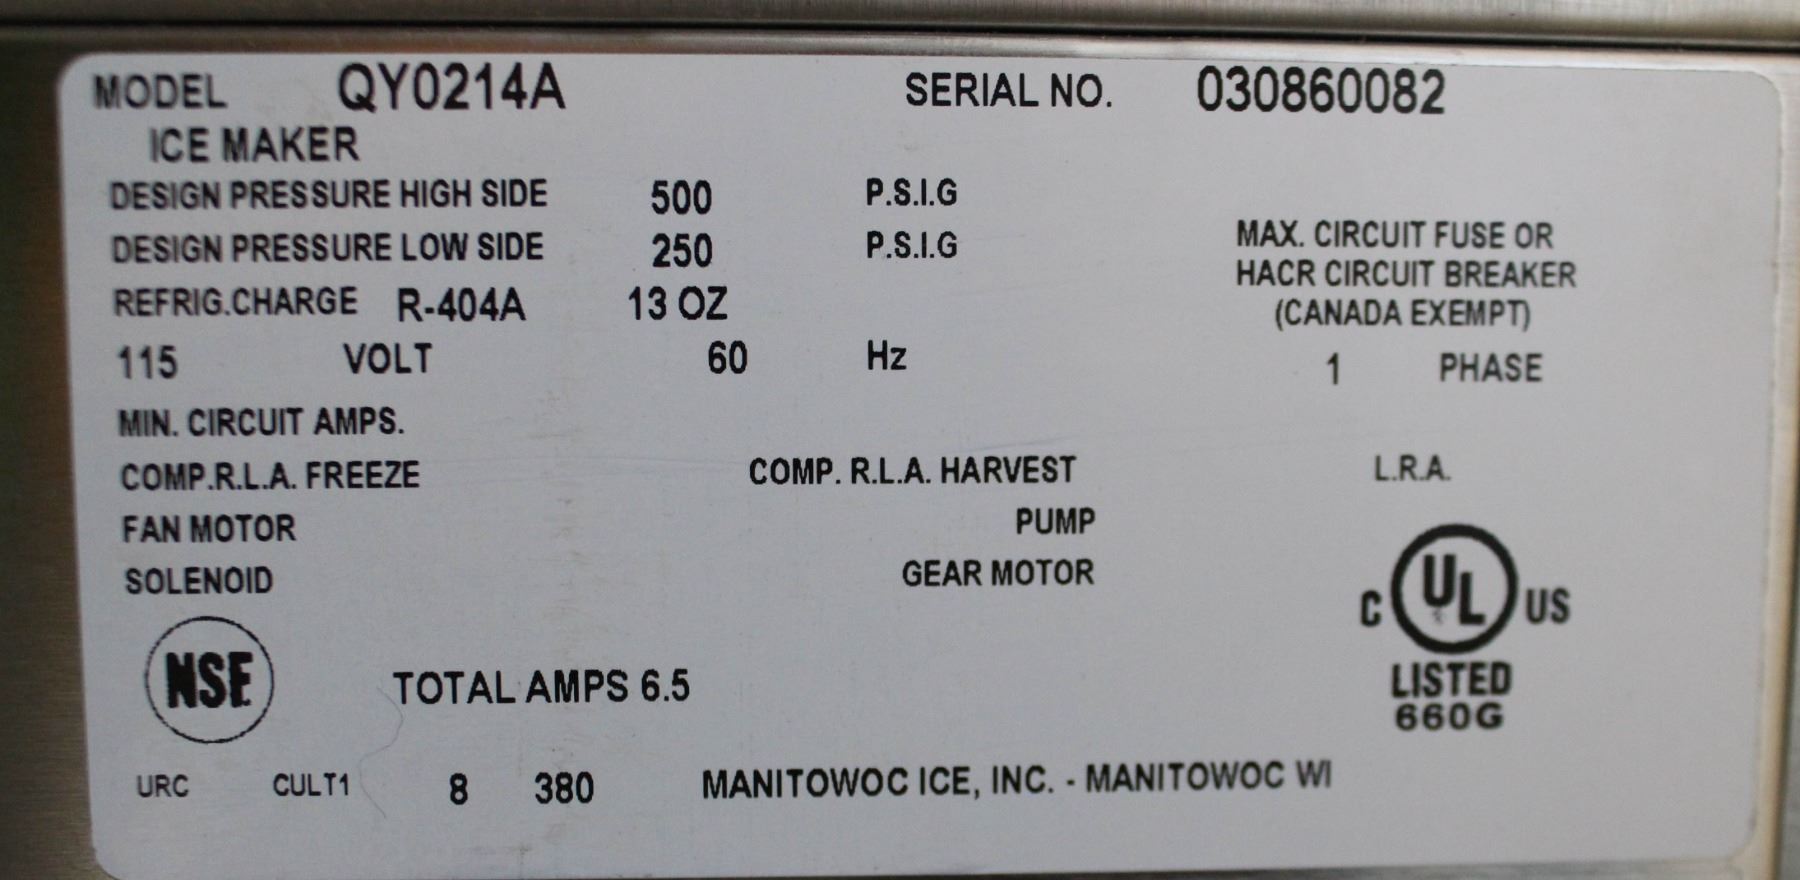 MODEL QY0214A SERIAL NO. 030860082
ICE MAKER
DESIGN PRESSURE HIGH SIDE 500 P.S.I.G
DESIGN PRESSURE LOW SIDE 250 P.S.I.G
MAX. CIRCUIT FUSE OR
HACR CIRCUIT BREAKER
(CANADA EXEMPT)
REFRIG.CHARGE R-404A 13 OZ
115 VOLT 60 Hz 1 PHASE
MIN. CIRCUIT AMPS.
COMP.R.L.A. FREEZE COMP. R.L.A. HARVEST L.R.A.
FAN MOTOR PUMP
SOLENOID GEAR MOTOR
C UL US
LISTED
660G
NSF. TOTAL AMPS 6.5
URC CULT1 8 380 MANITOWOC ICE, INC. - MANITOWOC WI